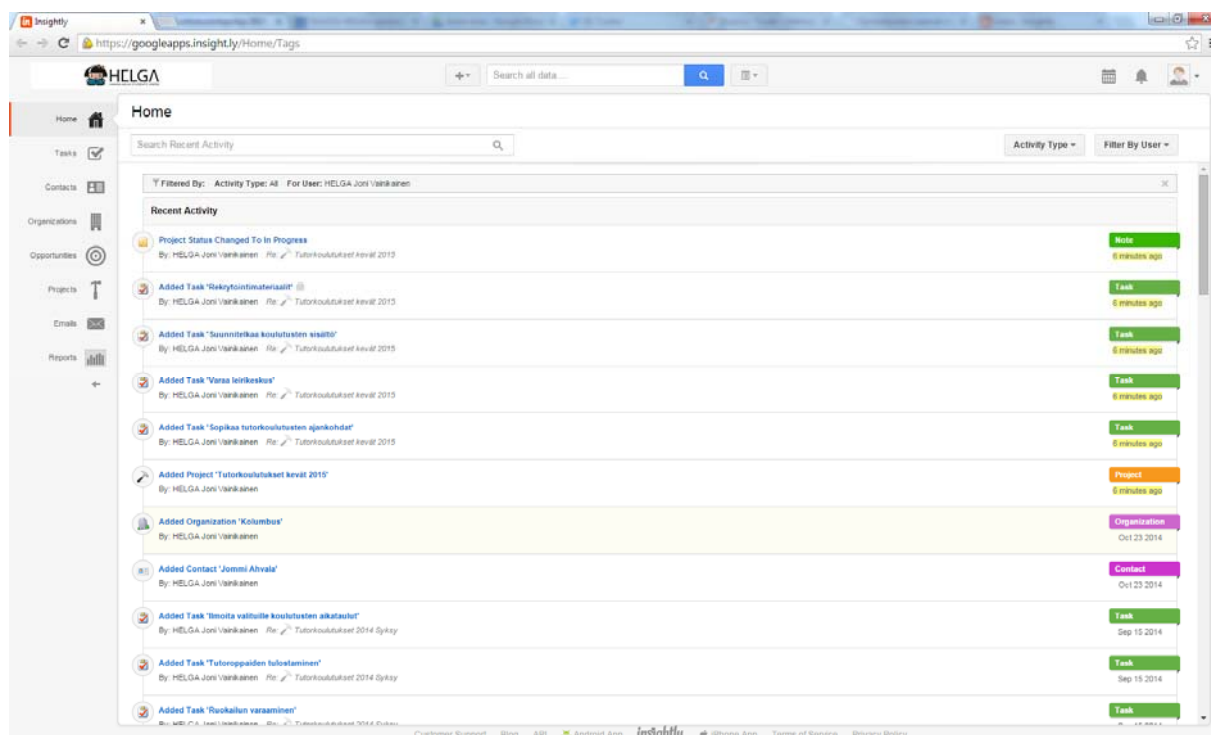 Insightly
https://googleapps.insight.ly/Home/Tags
HELGA
Search all data...
Home
Home
Tasks
Contacts
Organizations
Opportunities
Projects
Emails
Reports
Search Recent Activity
Activity Type
Filter By User
Filtered By: Activity Type: All For User: HELGA Joni Vainikainen
Recent Activity
Project Status Changed To In Progress
Note
By: HELGA Joni Vainikainen Re: Tutorkoulutukset kevät 2015
6 minutes ago
Added Task 'Rekrytointimateriaalit'
Task
By: HELGA Joni Vainikainen Re: Tutorkoulutukset kevät 2015
6 minutes ago
Added Task 'Suunnitelkaa koulutusten sisältö'
Task
By: HELGA Joni Vainikainen Re: Tutorkoulutukset kevät 2015
6 minutes ago
Added Task 'Varaa leirikeskus'
Task
By: HELGA Joni Vainikainen Re: Tutorkoulutukset kevät 2015
6 minutes ago
Added Task 'Sopikaa tutorkoulutusten ajankohdat'
Task
By: HELGA Joni Vainikainen Re: Tutorkoulutukset kevät 2015
6 minutes ago
Added Project 'Tutorkoulutukset kevät 2015'
Project
By: HELGA Joni Vainikainen
6 minutes ago
Added Organization 'Kolumbus'
Organization
By: HELGA Joni Vainikainen
Oct 23 2014
Added Contact 'Jommi Ahvala'
Contact
By: HELGA Joni Vainikainen
Oct 23 2014
Added Task 'Ilmoita valituille koulutusten aikataulut'
Task
By: HELGA Joni Vainikainen Re: Tutorkoulutukset 2014 Syksy
Sep 15 2014
Added Task 'Tutoroppaiden tulostaminen'
Task
By: HELGA Joni Vainikainen Re: Tutorkoulutukset 2014 Syksy
Sep 15 2014
Added Task 'Ruokailun varaaminen'
Task
By: HELGA Joni Vainikainen Re: Tutorkoulutukset 2014 Syksy
Customer Support Blog API Android App insightly iPhone App Terms of Service Privacy Policy